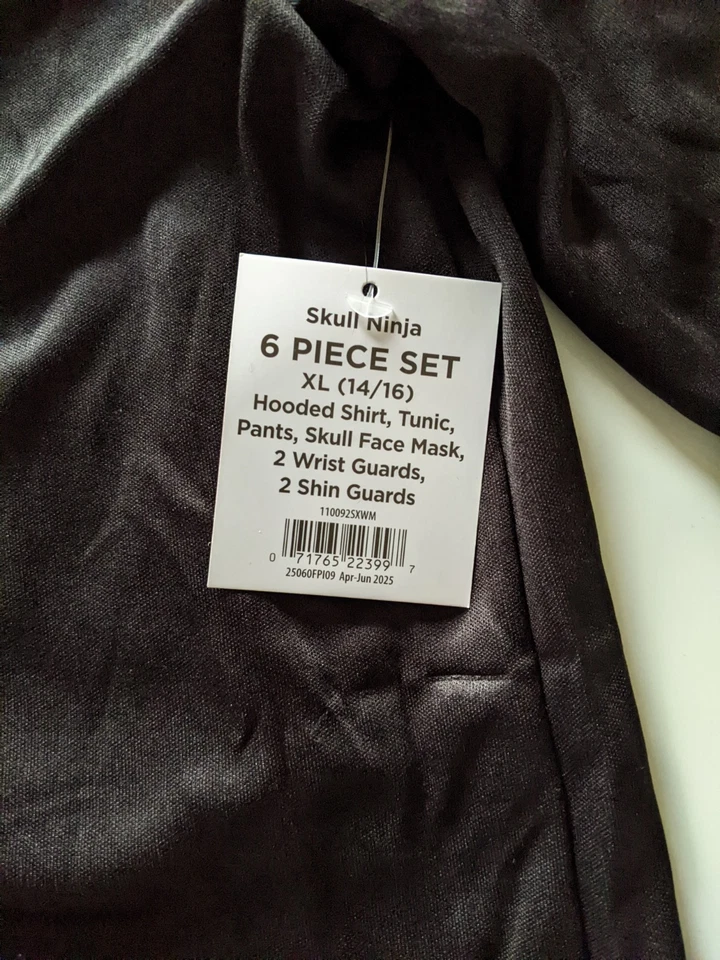 Skull Ninja
6 PIECE SET
XL (14/16)
Hooded Shirt, Tunic,
Pants, Skull Face Mask,
2 Wrist Guards,
2 Shin Guards
110092SXWM
0 71765 22399 7
25060FPI09 Apr-Jun 2025